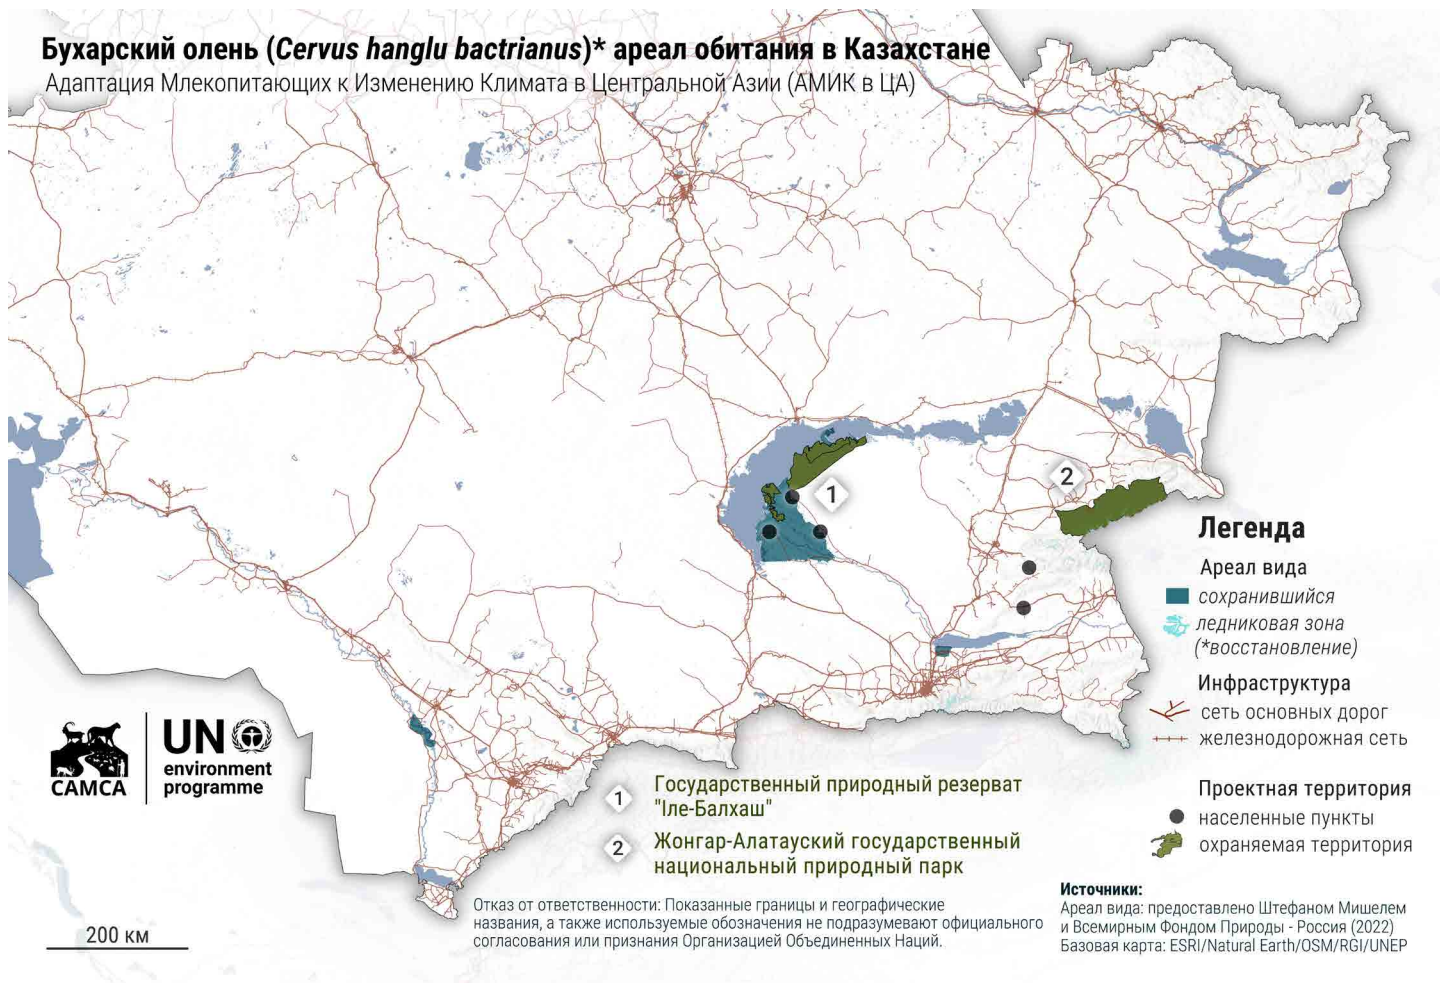 Бухарский олень (Cervus hanglu bactrianus)* ареал обитания в Казахстане
Адаптация Млекопитающих к Изменению Климата в Центральной Азии (АМИК в ЦА)
1
2
Легенда
Ареал вида
сохранившийся
ледниковая зона
(*восстановление)
Инфраструктура
сеть основных дорог
железнодорожная сеть
Проектная территория
населенные пункты
охраняемая территория
CAMCA
UN
environment
programme
1
Государственный природный резерват
"Іле-Балхаш"
2
Жонгар-Алатауский государственный
национальный природный парк
Отказ от ответственности: Показанные границы и географические
названия, а также используемые обозначения не подразумевают официального
согласования или признания Организацией Объединенных Наций.
Источники:
Ареал вида: предоставлено Штефаном Мишелем
и Всемирным Фондом Природы - Россия (2022)
Базовая карта: ESRI/Natural Earth/OSM/RGI/UNEP
200 км